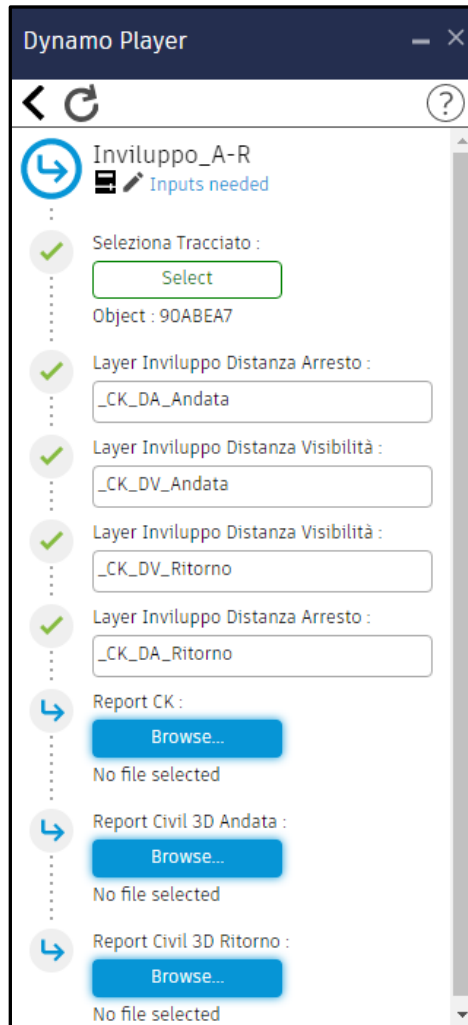 Dynamo Player
Inviluppo_A-R
Inputs needed
Seleziona Tracciato :
Select
Object : 90ABEA7
Layer Inviluppo Distanza Arresto :
_CK_DA_Andata
Layer Inviluppo Distanza Visibilità :
_CK_DV_Andata
Layer Inviluppo Distanza Visibilità :
_CK_DV_Ritorno
Layer Inviluppo Distanza Arresto :
_CK_DA_Ritorno
Report CK :
Browse...
No file selected
Report Civil 3D Andata :
Browse...
No file selected
Report Civil 3D Ritorno :
Browse...
No file selected